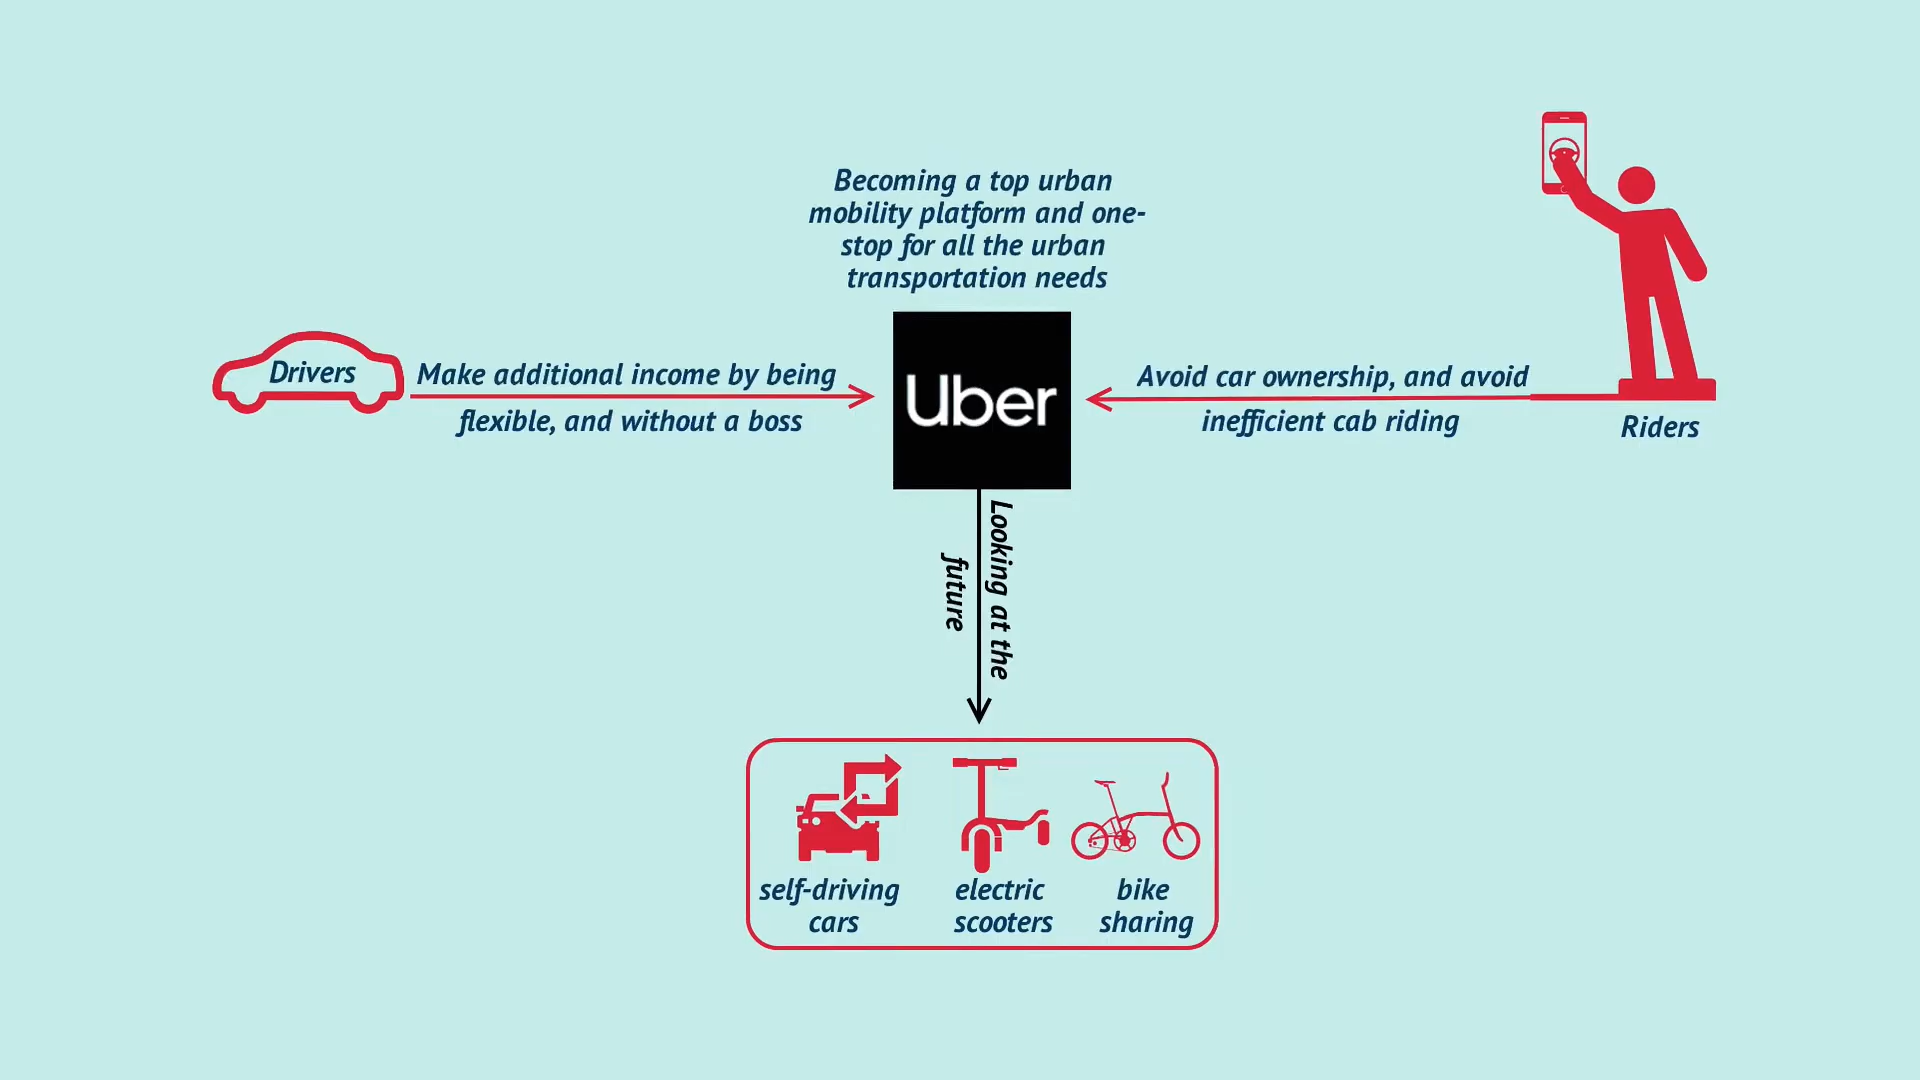 Becoming a top urban
mobility platform and one-
stop for all the urban
transportation needs
Drivers
Make additional income by being
flexible, and without a boss
Uber
Avoid car ownership, and avoid
inefficient cab riding
Riders
Looking at the
future
self-driving
cars
electric
scooters
bike
sharing